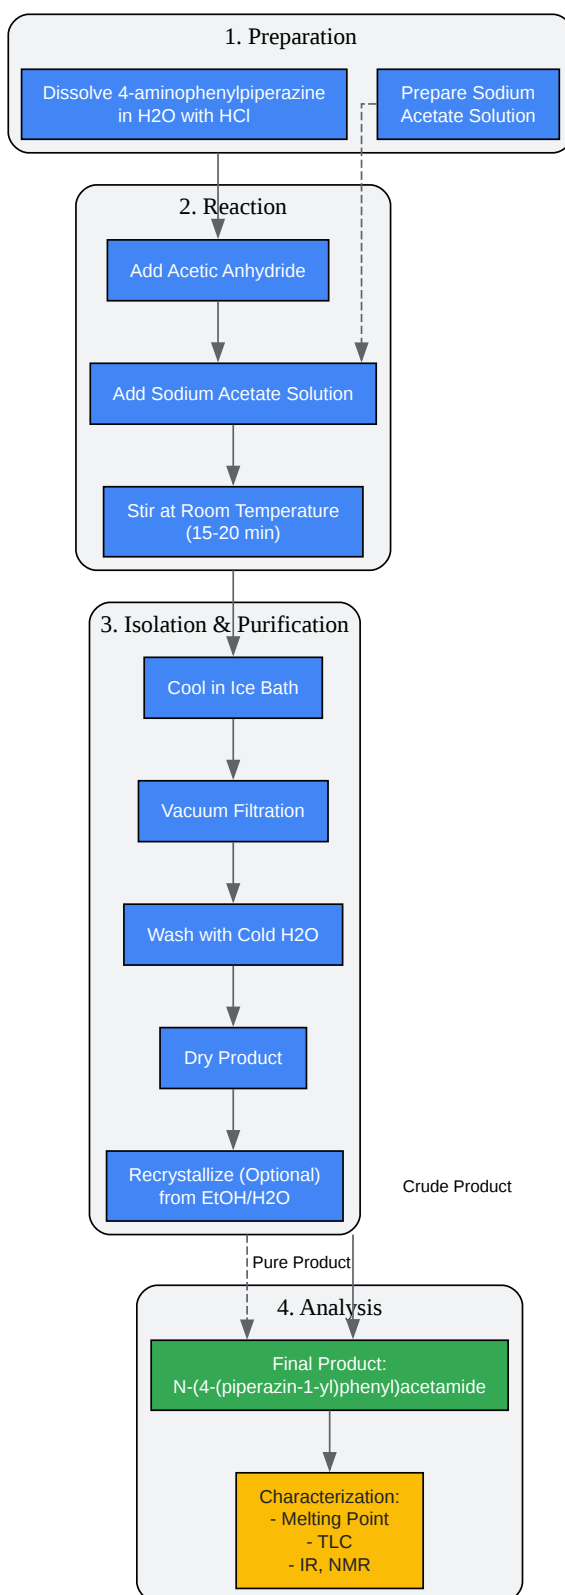 1. Preparation
Dissolve 4-aminophenylpiperazine
in H2O with HCl
Prepare Sodium
Acetate Solution
2. Reaction
Add Acetic Anhydride
Add Sodium Acetate Solution
Stir at Room Temperature
(15-20 min)
3. Isolation & Purification
Cool in Ice Bath
Vacuum Filtration
Wash with Cold H2O
Dry Product
Recrystallize (Optional)
from EtOH/H2O
Crude Product
Pure Product
4. Analysis
Final Product:
N-(4-(piperazin-1-yl)phenyl)acetamide
Characterization:
- Melting Point
- TLC
- IR, NMR